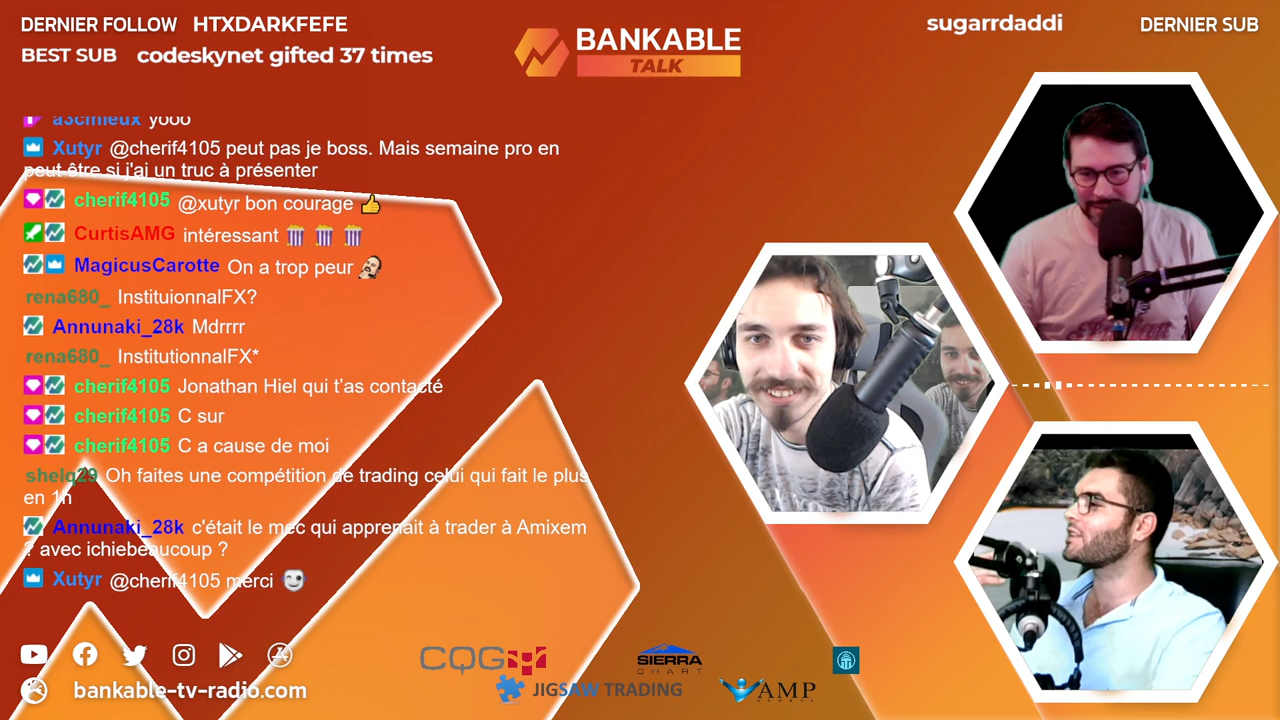 DERNIER FOLLOW HTXDARKFEFE
BEST SUB codeskynet gifted 37 times
BANKABLE
TALK
sugarrdaddi DERNIER SUB
a3cmieux yooo
Xutyr @cherif4105 peut pas je boss. Mais semaine pro en
peut être si j'ai un truc à présenter
cherif4105 @xutyr bon courage
CurtisAMG intéressant
MagicusCarotte On a trop peur
rena680_ InstituionnalFX?
Annunaki_28k Mdrrrr
rena680_ InstitutionnalFX*
cherif4105 Jonathan Hiel qui t'as contacté
cherif4105 C sur
cherif4105 C a cause de moi
shelq29 Oh faites une compétition de trading celui qui fait le plus
en 1h
Annunaki_28k c'était le mec qui apprenait à trader à Amixem
? avec ichiebeaucoup ?
Xutyr @cherif4105 merci
bankable-tv-radio.com
CQG
SIERRA
CHART
JIGSAW TRADING
AMP